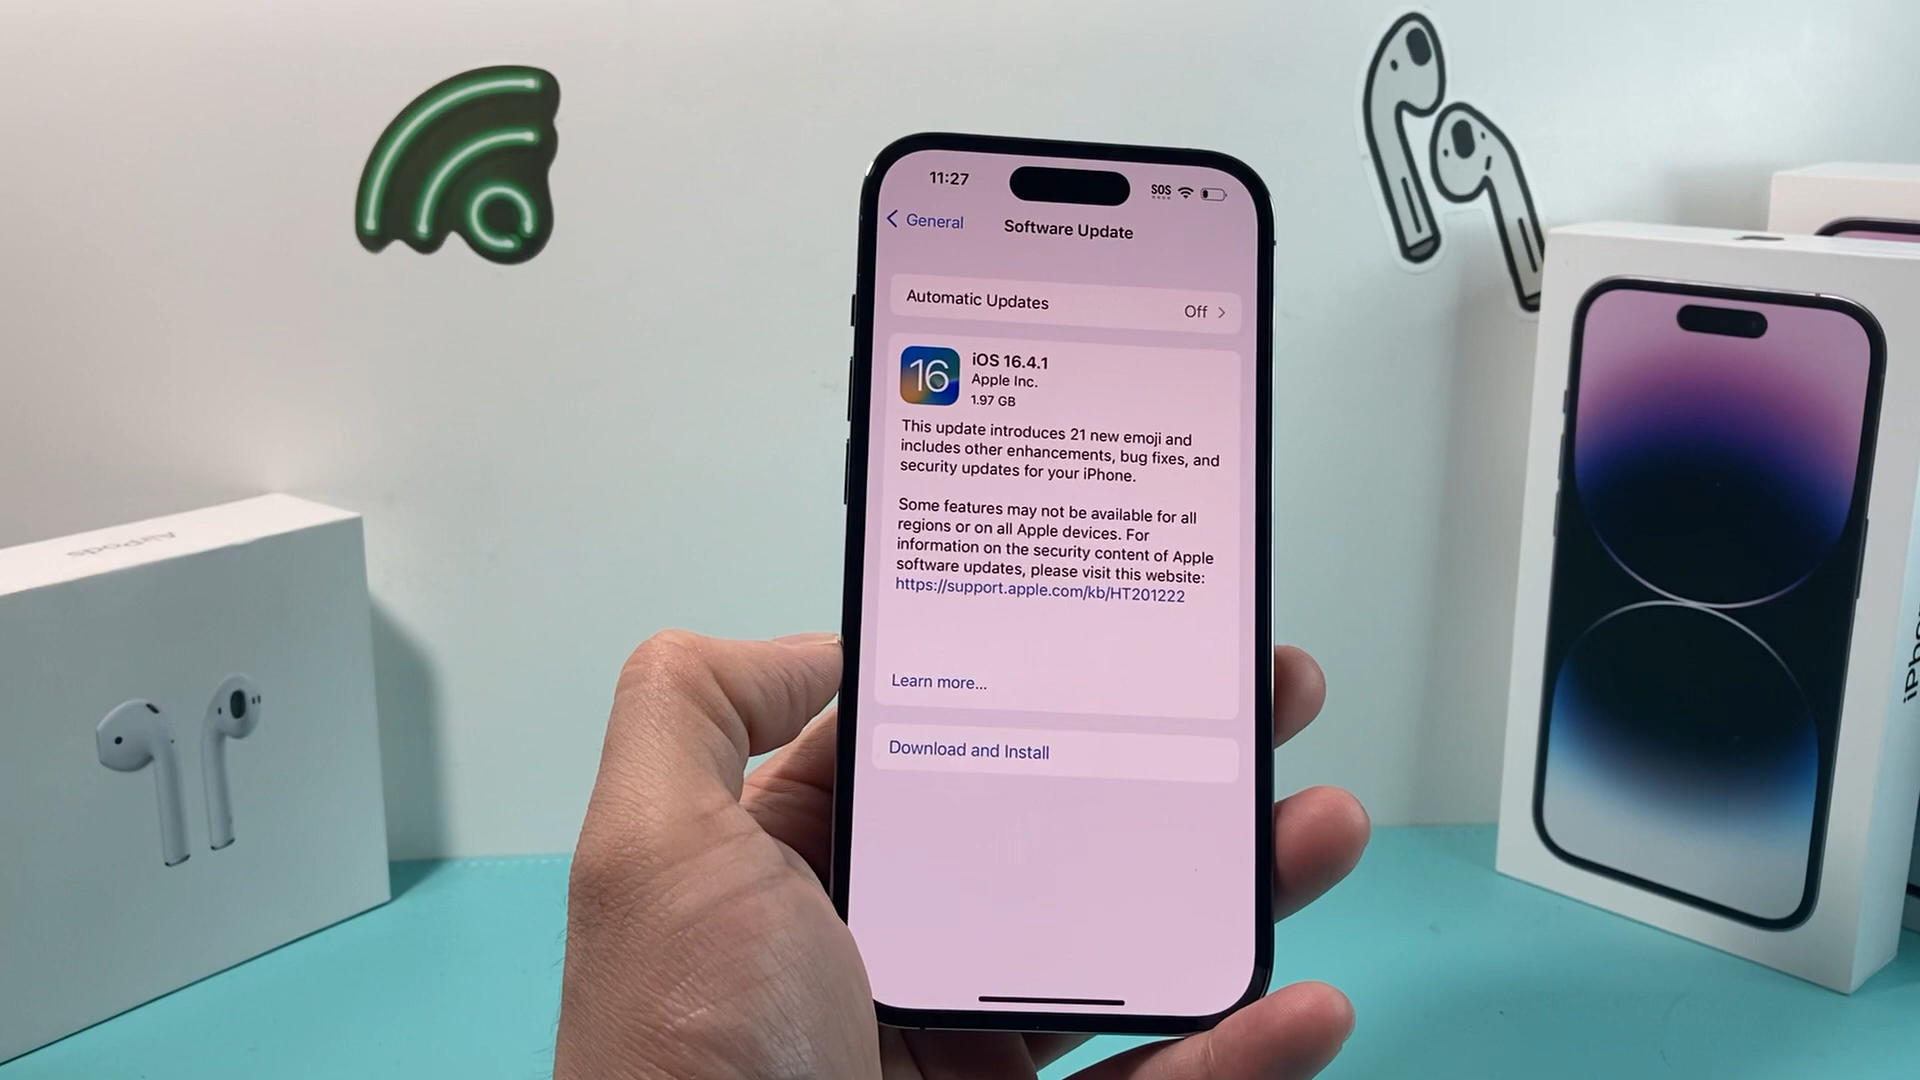 11:27
SOS
General
Software Update
Automatic Updates
Off
16
iOS 16.4.1
Apple Inc.
1.97 GB
This update introduces 21 new emoji and
includes other enhancements, bug fixes, and
security updates for your iPhone.
Some features may not be available for all
regions or on all Apple devices. For
information on the security content of Apple
software updates, please visit this website:
https://support.apple.com/kb/HT201222
Learn more...
Download and Install
AirPods